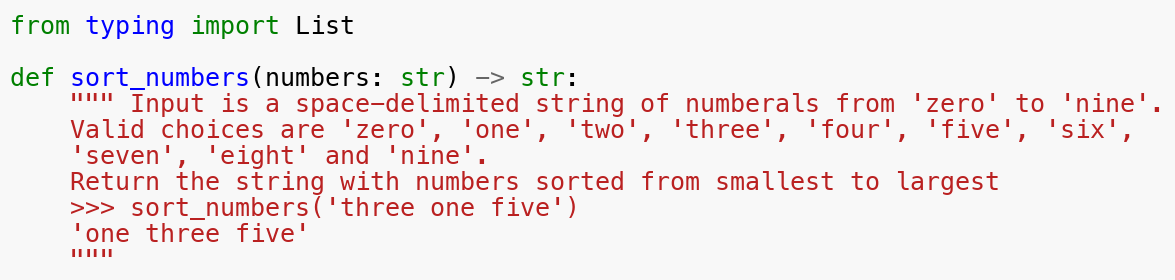 from typing import List

def sort_numbers(numbers: str) -> str:
    """ Input is a space-delimited string of numberals from 'zero' to 'nine'.
    Valid choices are 'zero', 'one', 'two', 'three', 'four', 'five', 'six',
    'seven', 'eight' and 'nine'.
    Return the string with numbers sorted from smallest to largest
    >>> sort_numbers('three one five')
    'one three five'
    """